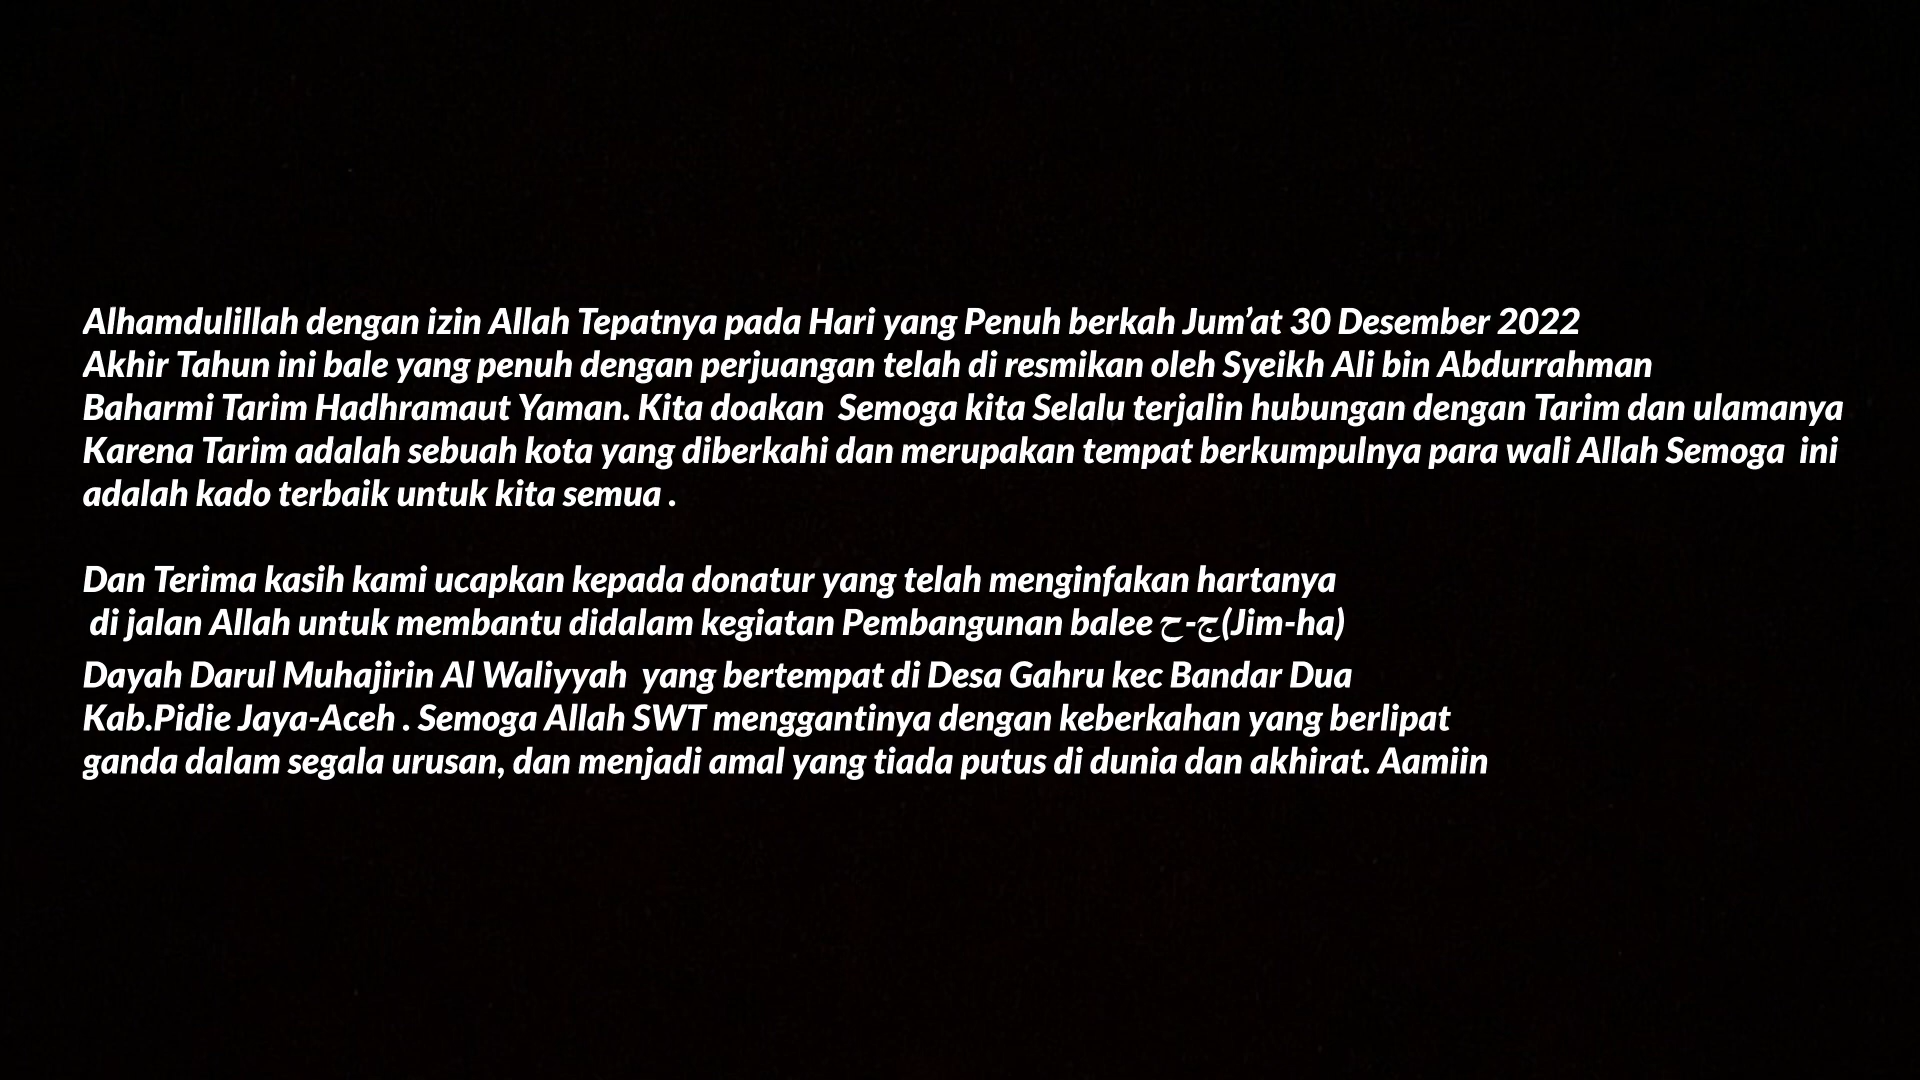 Alhamdulillah dengan izin Allah Tepatnya pada Hari yang Penuh berkah Jum’at 30 Desember 2022
Akhir Tahun ini bale yang penuh dengan perjuangan telah di resmikan oleh Syeikh Ali bin Abdurrahman
Baharmi Tarim Hadhramaut Yaman. Kita doakan  Semoga kita Selalu terjalin hubungan dengan Tarim dan ulamanya
Karena Tarim adalah sebuah kota yang diberkahi dan merupakan tempat berkumpulnya para wali Allah Semoga  ini
adalah kado terbaik untuk kita semua .
Dan Terima kasih kami ucapkan kepada donatur yang telah menginfakan hartanya
di jalan Allah untuk membantu didalam kegiatan Pembangunan balee ج-ح(Jim-ha)
Dayah Darul Muhajirin Al Waliyyah  yang bertempat di Desa Gahru kec Bandar Dua
Kab.Pidie Jaya-Aceh . Semoga Allah SWT menggantinya dengan keberkahan yang berlipat
ganda dalam segala urusan, dan menjadi amal yang tiada putus di dunia dan akhirat. Aamiin